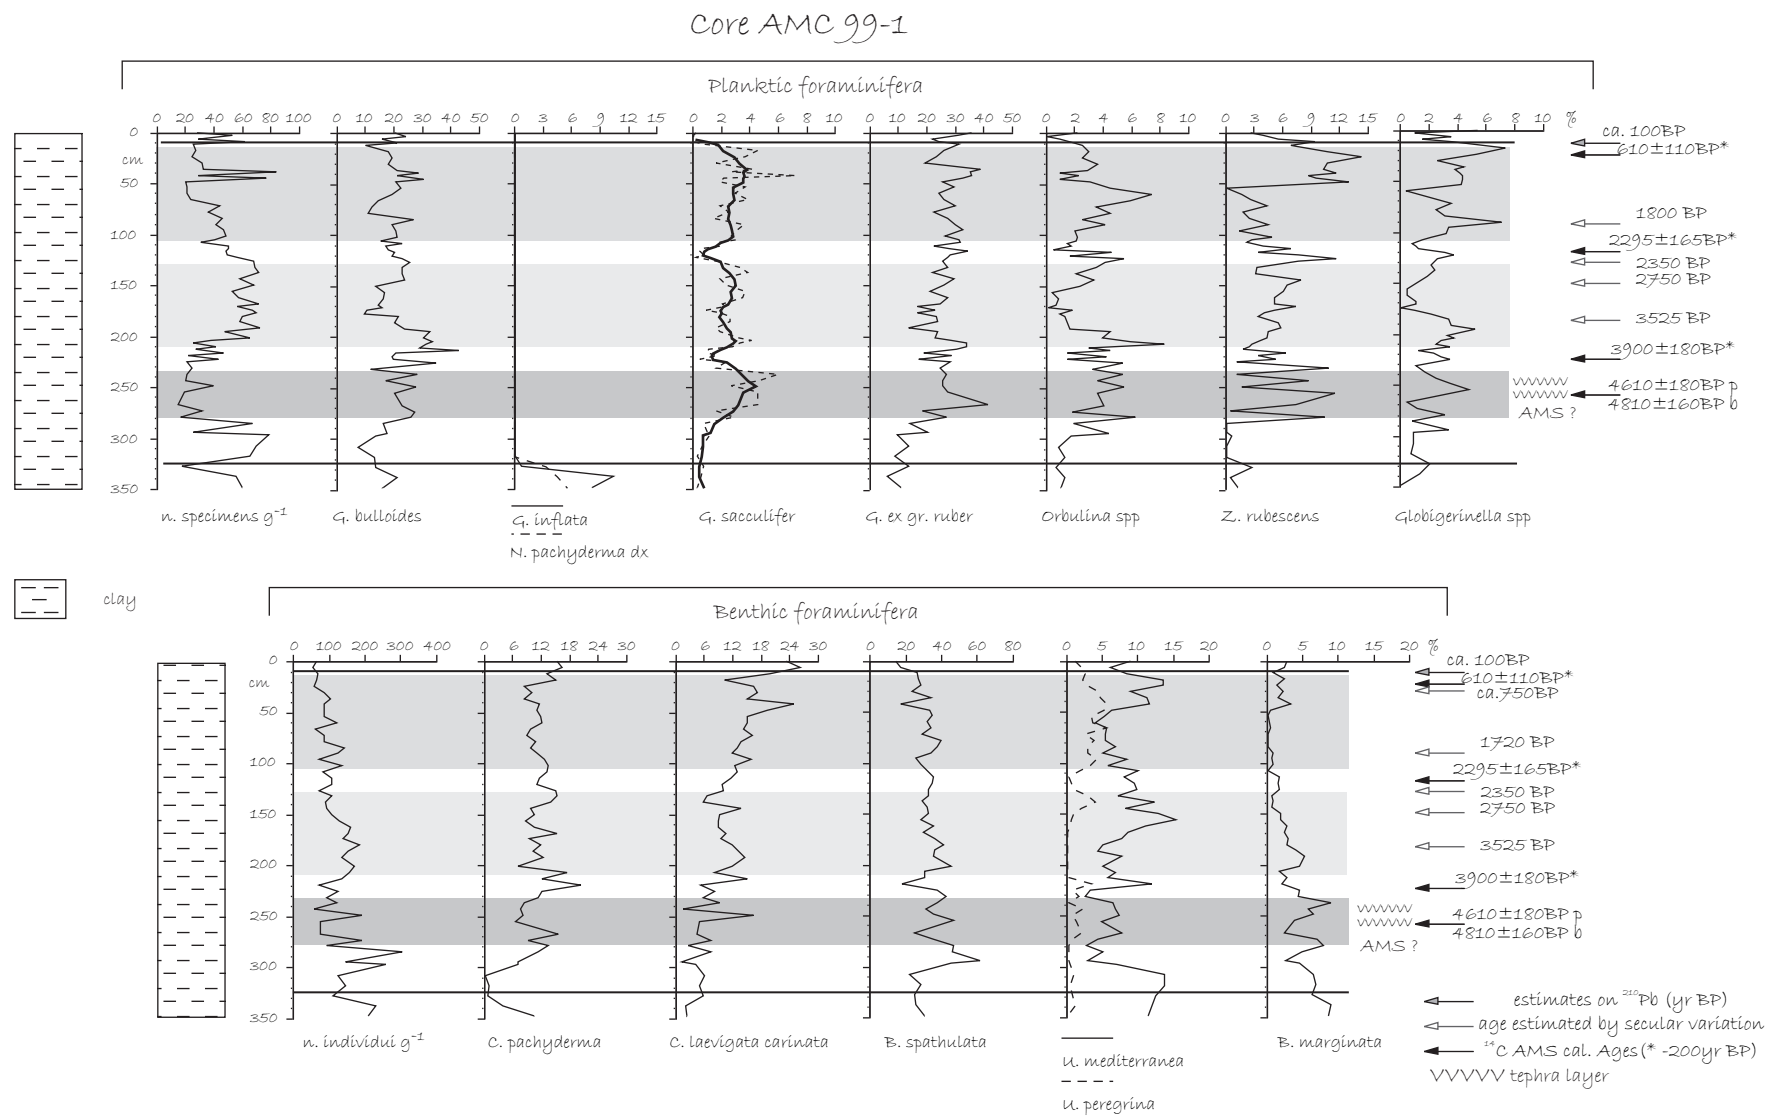 Core AMC 99-1
Planktic foraminifera
0 20 40 60 80 100 0 10 20 30 40 50 0 3 6 9 12 15 0 2 4 6 8 10 0 10 20 30 40 50 0 2 4 6 8 10 0 3 6 9 12 15 0 2 4 6 8 10 %
0
cm
50
100
150
200
250
300
350
ca. 100BP
610±110BP*
1800 BP
2295±165BP*
2350 BP
2750 BP
3525 BP
3900±180BP*
4610±180BP p
4810±160BP b
AMS ?
n. specimens g-1 G. bulloides G. inflata G. sacculifer G. ex gr. ruber Orbulina spp Z. rubescens Globigerinella spp
N. pachyderma dx
clay
Benthic foraminifera
0 100 200 300 400 0 6 12 18 24 30 0 6 12 18 24 30 0 20 40 60 80 0 5 10 15 20 0 5 10 15 20 %
0
cm
50
100
150
200
250
300
350
ca. 100BP
610±110BP*
ca.750BP
1720 BP
2295±165BP*
2350 BP
2750 BP
3525 BP
3900±180BP*
4610±180BP p
4810±160BP b
AMS ?
n. individui g-1 C. pachyderma C. laevigata carinata B. spathulata U. mediterranea B. marginata
U. peregrina
estimates on 210Pb (yr BP)
age estimated by secular variation
14C AMS cal. Ages(* -200yr BP)
tephra layer